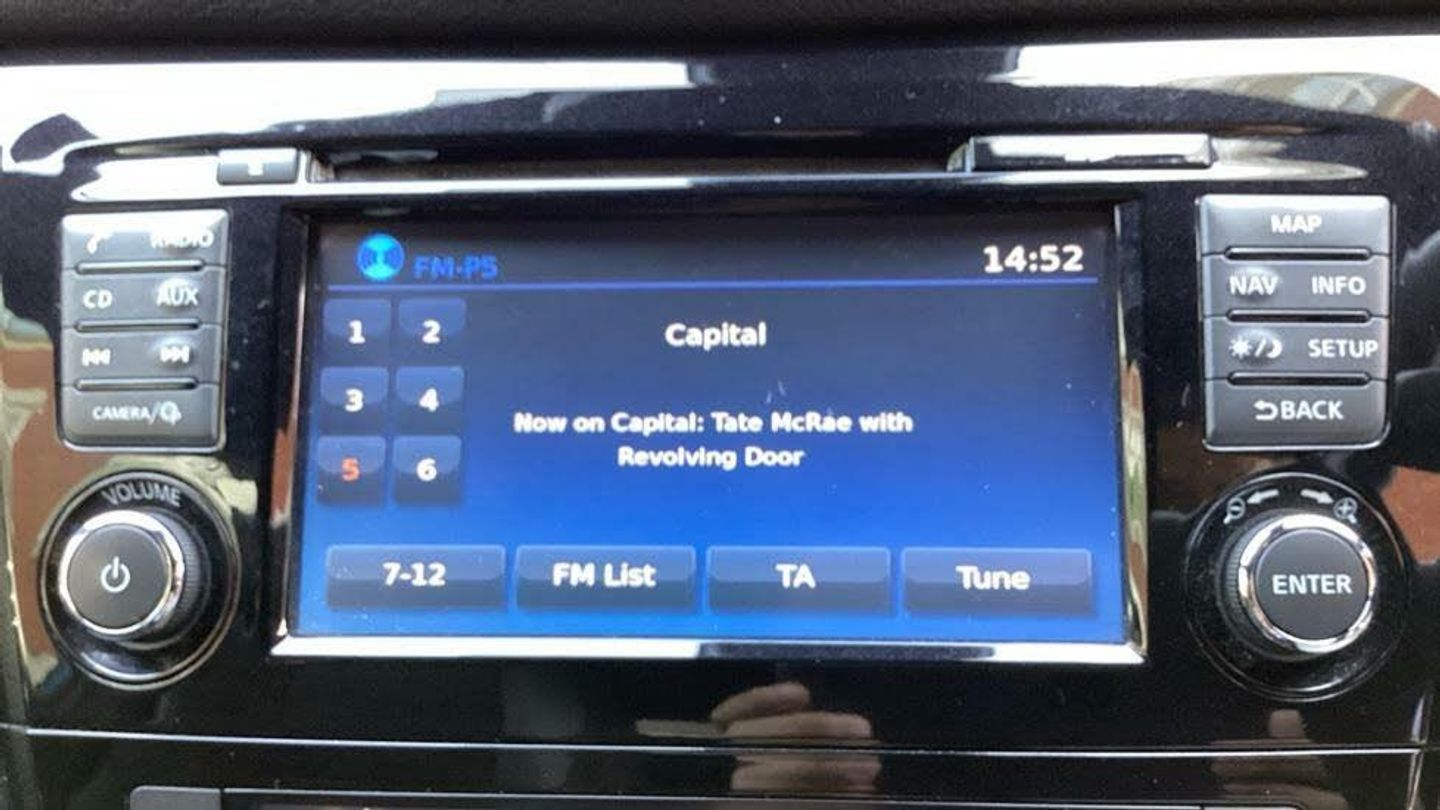 RADIO
CD AUX
CAMERA/
VOLUME
FM-P5
14:52
1 2
3 4
5 6
Capital
Now on Capital: Tate McRae with
Revolving Door
7-12 FM List TA Tune
MAP
NAV INFO
/ SETUP
BACK
ENTER